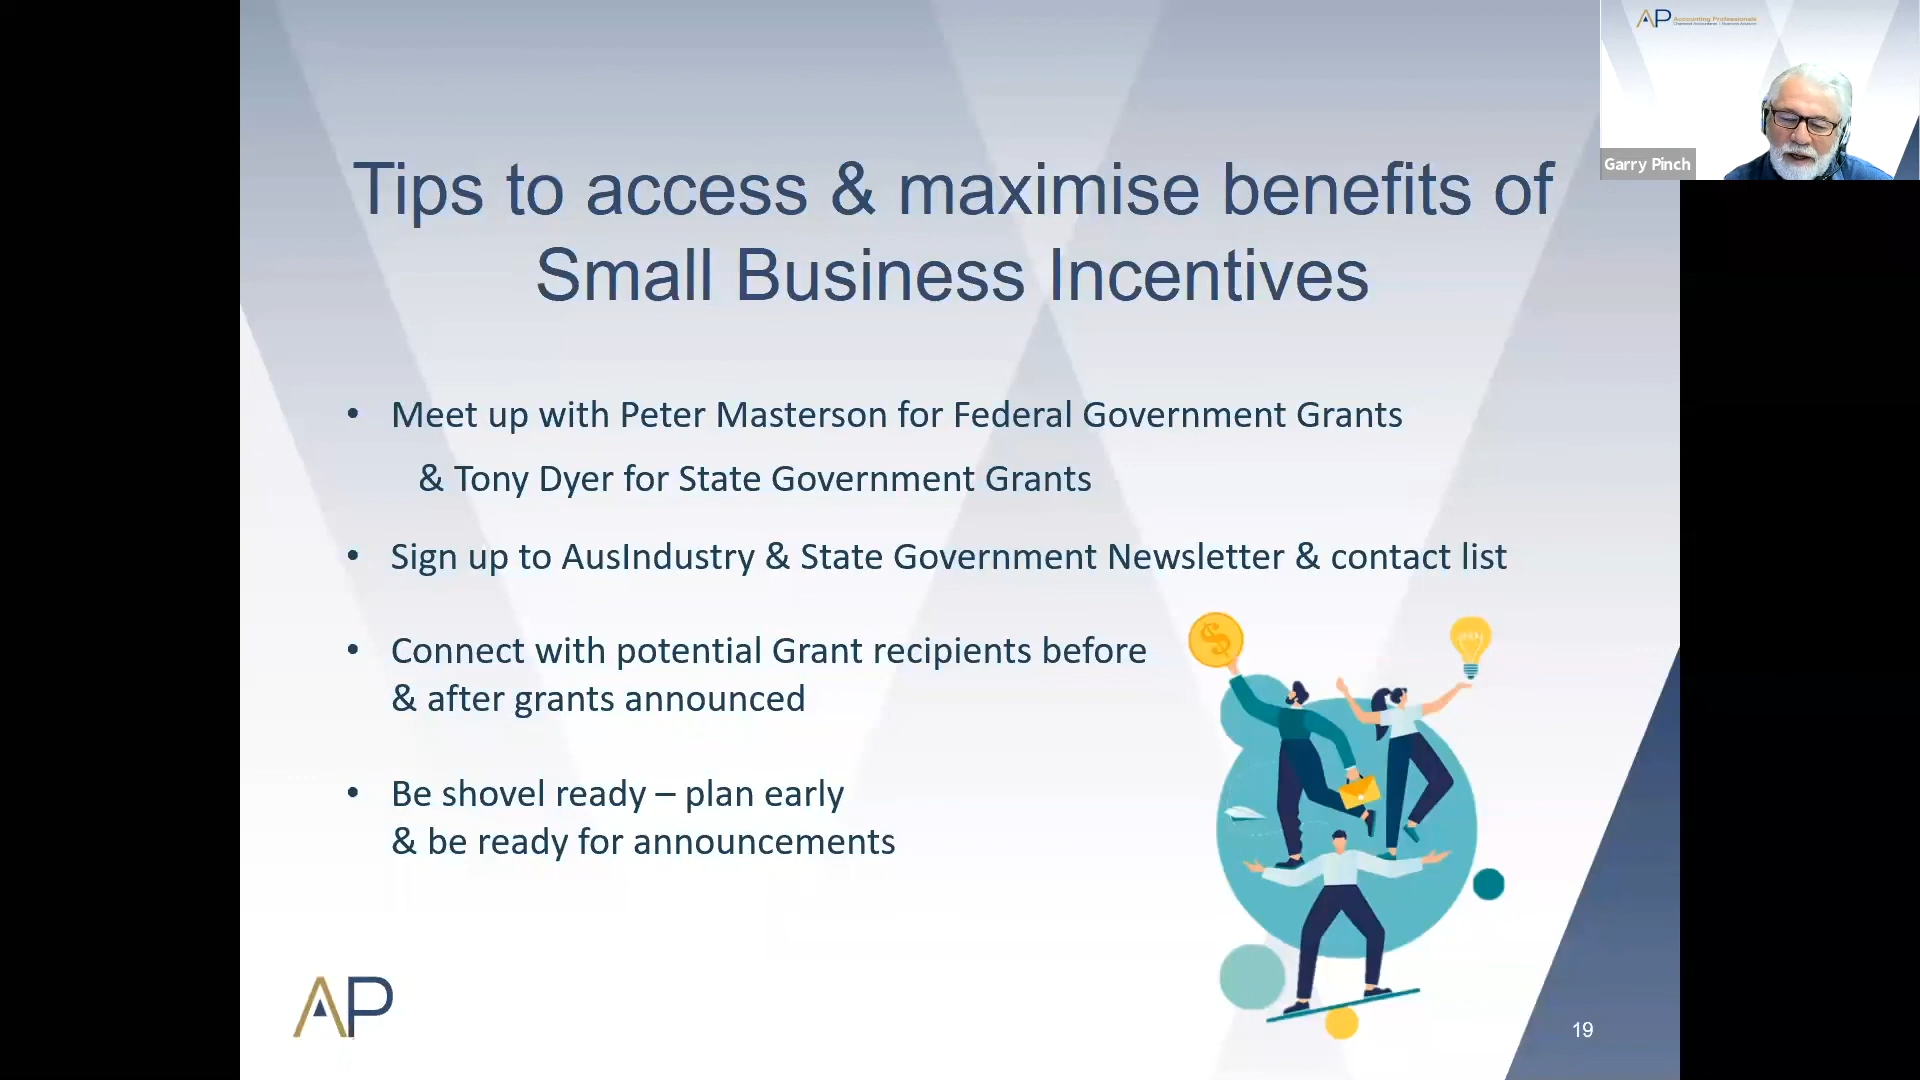 AP Accounting Professionals
Garry Pinch
Tips to access & maximise benefits of
Small Business Incentives
• Meet up with Peter Masterson for Federal Government Grants
& Tony Dyer for State Government Grants
• Sign up to AusIndustry & State Government Newsletter & contact list
• Connect with potential Grant recipients before
& after grants announced
• Be shovel ready – plan early
& be ready for announcements
AP
19